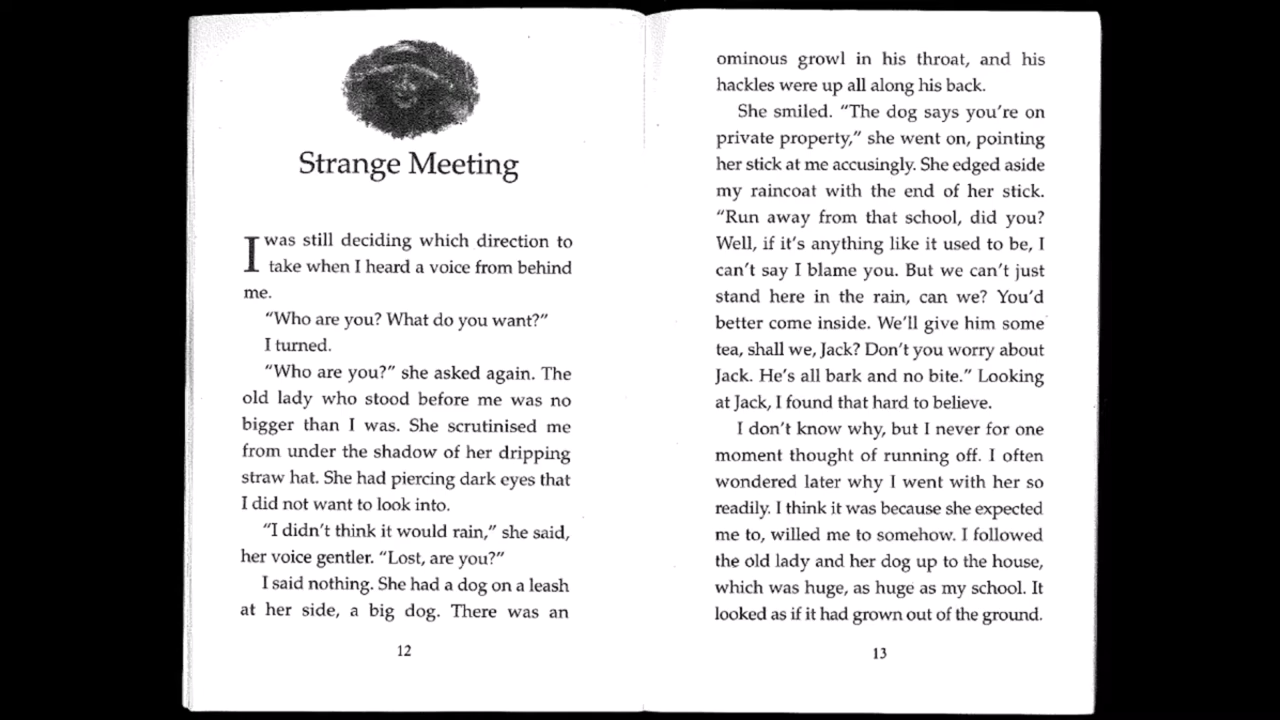 Strange Meeting
I was still deciding which direction to
take when I heard a voice from behind
me.
“Who are you? What do you want?”
I turned.
“Who are you?” she asked again. The
old lady who stood before me was no
bigger than I was. She scrutinised me
from under the shadow of her dripping
straw hat. She had piercing dark eyes that
I did not want to look into.
“I didn’t think it would rain,” she said,
her voice gentler. “Lost, are you?”
I said nothing. She had a dog on a leash
at her side, a big dog. There was an
12
ominous growl in his throat, and his
hackles were up all along his back.
She smiled. “The dog says you’re on
private property,” she went on, pointing
her stick at me accusingly. She edged aside
my raincoat with the end of her stick.
“Run away from that school, did you?
Well, if it’s anything like it used to be, I
can’t say I blame you. But we can’t just
stand here in the rain, can we? You’d
better come inside. We’ll give him some
tea, shall we, Jack? Don’t you worry about
Jack. He’s all bark and no bite.” Looking
at Jack, I found that hard to believe.
I don’t know why, but I never for one
moment thought of running off. I often
wondered later why I went with her so
readily. I think it was because she expected
me to, willed me to somehow. I followed
the old lady and her dog up to the house,
which was huge, as huge as my school. It
looked as if it had grown out of the ground.
13